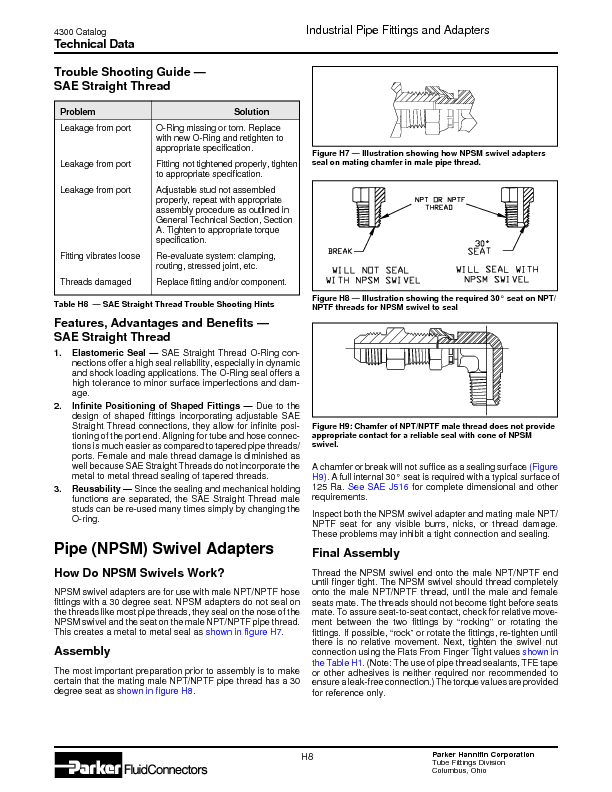 4300 Catalog
Technical Data
Industrial Pipe Fittings and Adapters
Trouble Shooting Guide —
SAE Straight Thread
Problem Solution
Leakage from port O-Ring missing or torn. Replace
with new O-Ring and retighten to
appropriate specification.
Leakage from port Fitting not tightened properly, tighten
to appropriate specification.
Leakage from port Adjustable stud not assembled
properly, repeat with appropriate
assembly procedure as outlined in
General Technical Section, Section
A. Tighten to appropriate torque
specification.
Fitting vibrates loose Re-evaluate system: clamping,
routing, stressed joint, etc.
Threads damaged Replace fitting and/or component.
Table H8 — SAE Straight Thread Trouble Shooting Hints
Features, Advantages and Benefits —
SAE Straight Thread
1. Elastomeric Seal — SAE Straight Thread O-Ring con-
nections offer a high seal reliability, especially in dynamic
and shock loading applications. The O-Ring seal offers a
high tolerance to minor surface imperfections and dam-
age.
2. Infinite Positioning of Shaped Fittings — Due to the
design of shaped fittings incorporating adjustable SAE
Straight Thread connections, they allow for infinite posi-
tioning of the port end. Aligning for tube and hose connec-
tions is much easier as compared to tapered pipe threads/
ports. Female and male thread damage is diminished as
well because SAE Straight Threads do not incorporate the
metal to metal thread sealing of tapered threads.
3. Reusability — Since the sealing and mechanical holding
functions are separated, the SAE Straight Thread male
studs can be re-used many times simply by changing the
O-ring.
Pipe (NPSM) Swivel Adapters
How Do NPSM Swivels Work?
NPSM swivel adapters are for use with male NPT/NPTF hose
fittings with a 30 degree seat. NPSM adapters do not seal on
the threads like most pipe threads, they seal on the nose of the
NPSM swivel and the seat on the male NPT/NPTF pipe thread.
This creates a metal to metal seal as shown in figure H7.
Assembly
The most important preparation prior to assembly is to make
certain that the mating male NPT/NPTF pipe thread has a 30
degree seat as shown in figure H8.
Figure H7 — Illustration showing how NPSM swivel adapters
seal on mating chamfer in male pipe thread.
NPT OR NPTF
THREAD
BREAK
30°
SEAT
WILL NOT SEAL
WITH NPSM SWIVEL
WILL SEAL WITH
NPSM SWIVEL
Figure H8 — Illustration showing the required 30° seat on NPT/
NPTF threads for NPSM swivel to seal
Figure H9: Chamfer of NPT/NPTF male thread does not provide
appropriate contact for a reliable seal with cone of NPSM
swivel.
A chamfer or break will not suffice as a sealing surface (Figure
H9). A full internal 30° seat is required with a typical surface of
125 Ra. See SAE J516 for complete dimensional and other
requirements.
Inspect both the NPSM swivel adapter and mating male NPT/
NPTF seat for any visible burrs, nicks, or thread damage.
These problems may inhibit a tight connection and sealing.
Final Assembly
Thread the NPSM swivel end onto the male NPT/NPTF end
until finger tight. The NPSM swivel should thread completely
onto the male NPT/NPTF thread, until the male and female
seats mate. The threads should not become tight before seats
mate. To assure seat-to-seat contact, check for relative move-
ment between the two fittings by “rocking” or rotating the
fittings. If possible, “rock” or rotate the fittings, re-tighten until
there is no relative movement. Next, tighten the swivel nut
connection using the Flats From Finger Tight values shown in
the Table H1. (Note: The use of pipe thread sealants, TFE tape
or other adhesives is neither required nor recommended to
ensure a leak-free connection.) The torque values are provided
for reference only.
Parker FluidConnectors
H8
Parker Hannifin Corporation
Tube Fittings Division
Columbus, Ohio